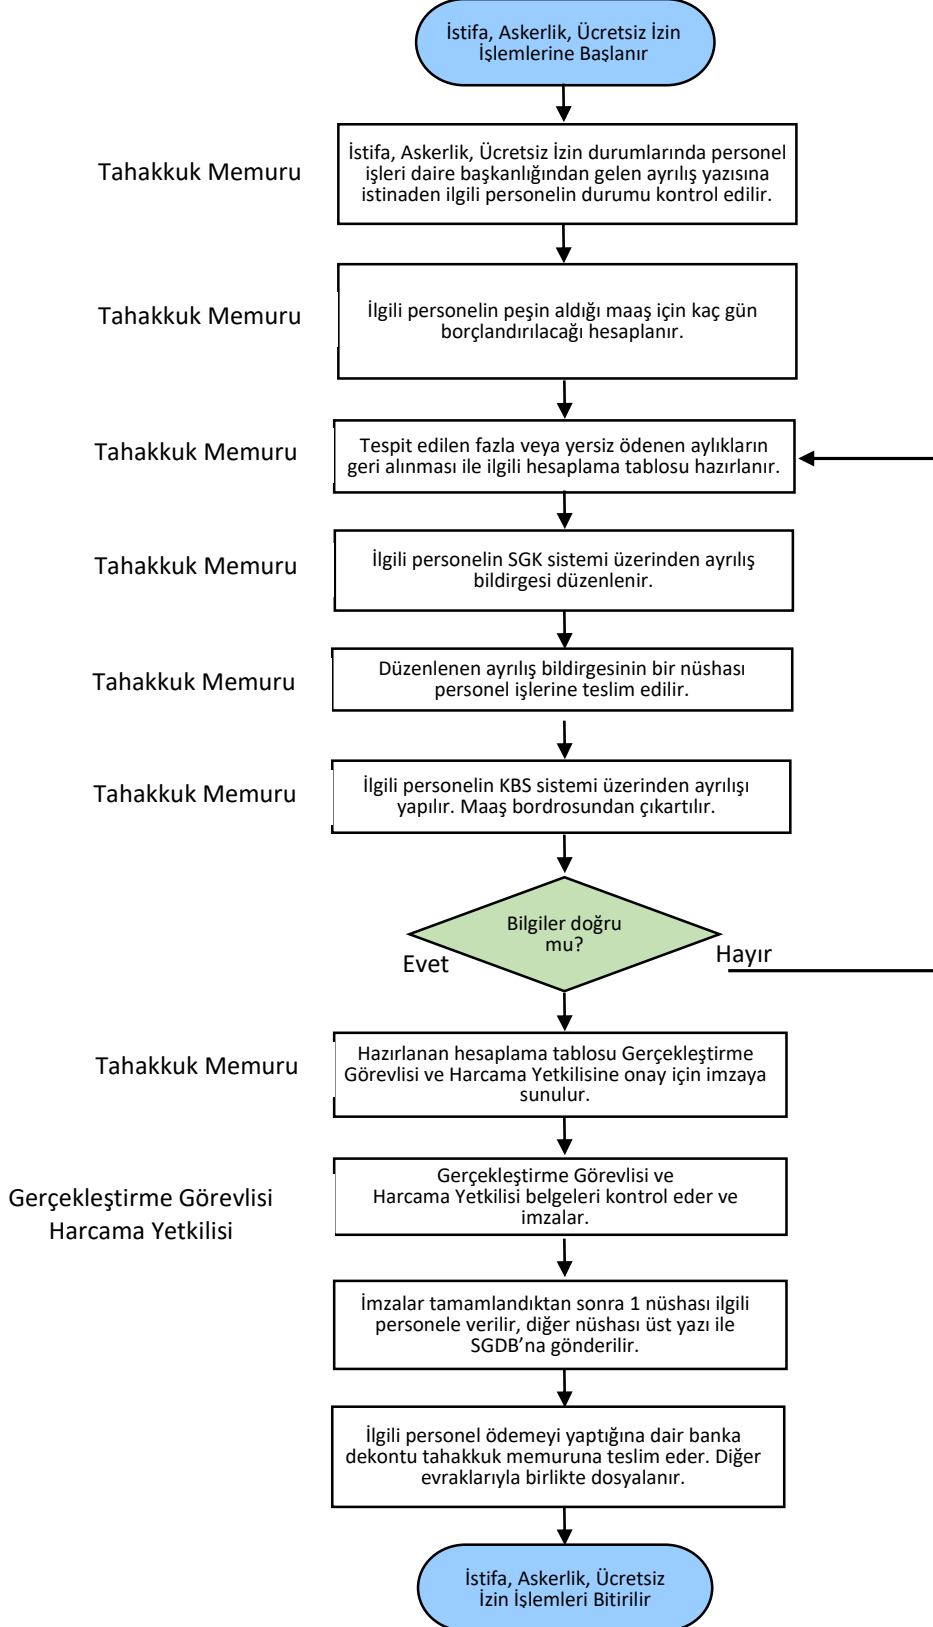 İstifa, Askerlik, Ücretsiz İzin
İşlemlerine Başlanır
Tahakkuk Memuru
İstifa, Askerlik, Ücretsiz İzin durumlarında personel
işleri daire başkanlığından gelen ayrılış yazısına
istinaden ilgili personelin durumu kontrol edilir.
Tahakkuk Memuru
İlgili personelin peşin aldığı maaş için kaç gün
borçlandırılacağı hesaplanır.
Tahakkuk Memuru
Tespit edilen fazla veya yersiz ödenen aylıkların
geri alınması ile ilgili hesaplama tablosu hazırlanır.
Tahakkuk Memuru
İlgili personelin SGK sistemi üzerinden ayrılış
bildirgesi düzenlenir.
Tahakkuk Memuru
Düzenlenen ayrılış bildirgesinin bir nüshası
personel işlerine teslim edilir.
Tahakkuk Memuru
İlgili personelin KBS sistemi üzerinden ayrılışı
yapılır. Maaş bordrosundan çıkartılır.
Bilgiler doğru
mu?
Evet
Hayır
Tahakkuk Memuru
Hazırlanan hesaplama tablosu Gerçekleştirme
Görevlisi ve Harcama Yetkilisine onay için imzaya
sunulur.
Gerçekleştirme Görevlisi
Harcama Yetkilisi
Gerçekleştirme Görevlisi ve
Harcama Yetkilisi belgeleri kontrol eder ve
imzalar.
İmzalar tamamlandıktan sonra 1 nüshası ilgili
personele verilir, diğer nüshası üst yazı ile
SGDB’na gönderilir.
İlgili personel ödemeyi yaptığına dair banka
dekontu tahakkuk memuruna teslim eder. Diğer
evraklarıyla birlikte dosyalanır.
İstifa, Askerlik, Ücretsiz
İzin İşlemleri Bitirilir